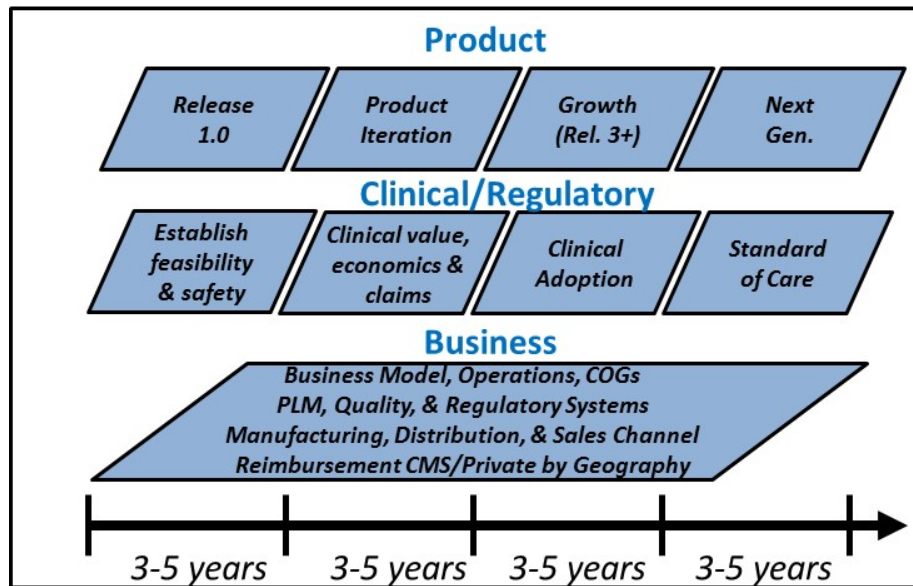 Product
Release
1.0
Product
Iteration
Growth
(Rel. 3+)
Next
Gen.
Clinical/Regulatory
Establish
feasibility
& safety
Clinical value,
economics &
claims
Clinical
Adoption
Standard
of Care
Business
Business Model, Operations, COGs
PLM, Quality, & Regulatory Systems
Manufacturing, Distribution, & Sales Channel
Reimbursement CMS/Private by Geography
3-5 years
3-5 years
3-5 years
3-5 years